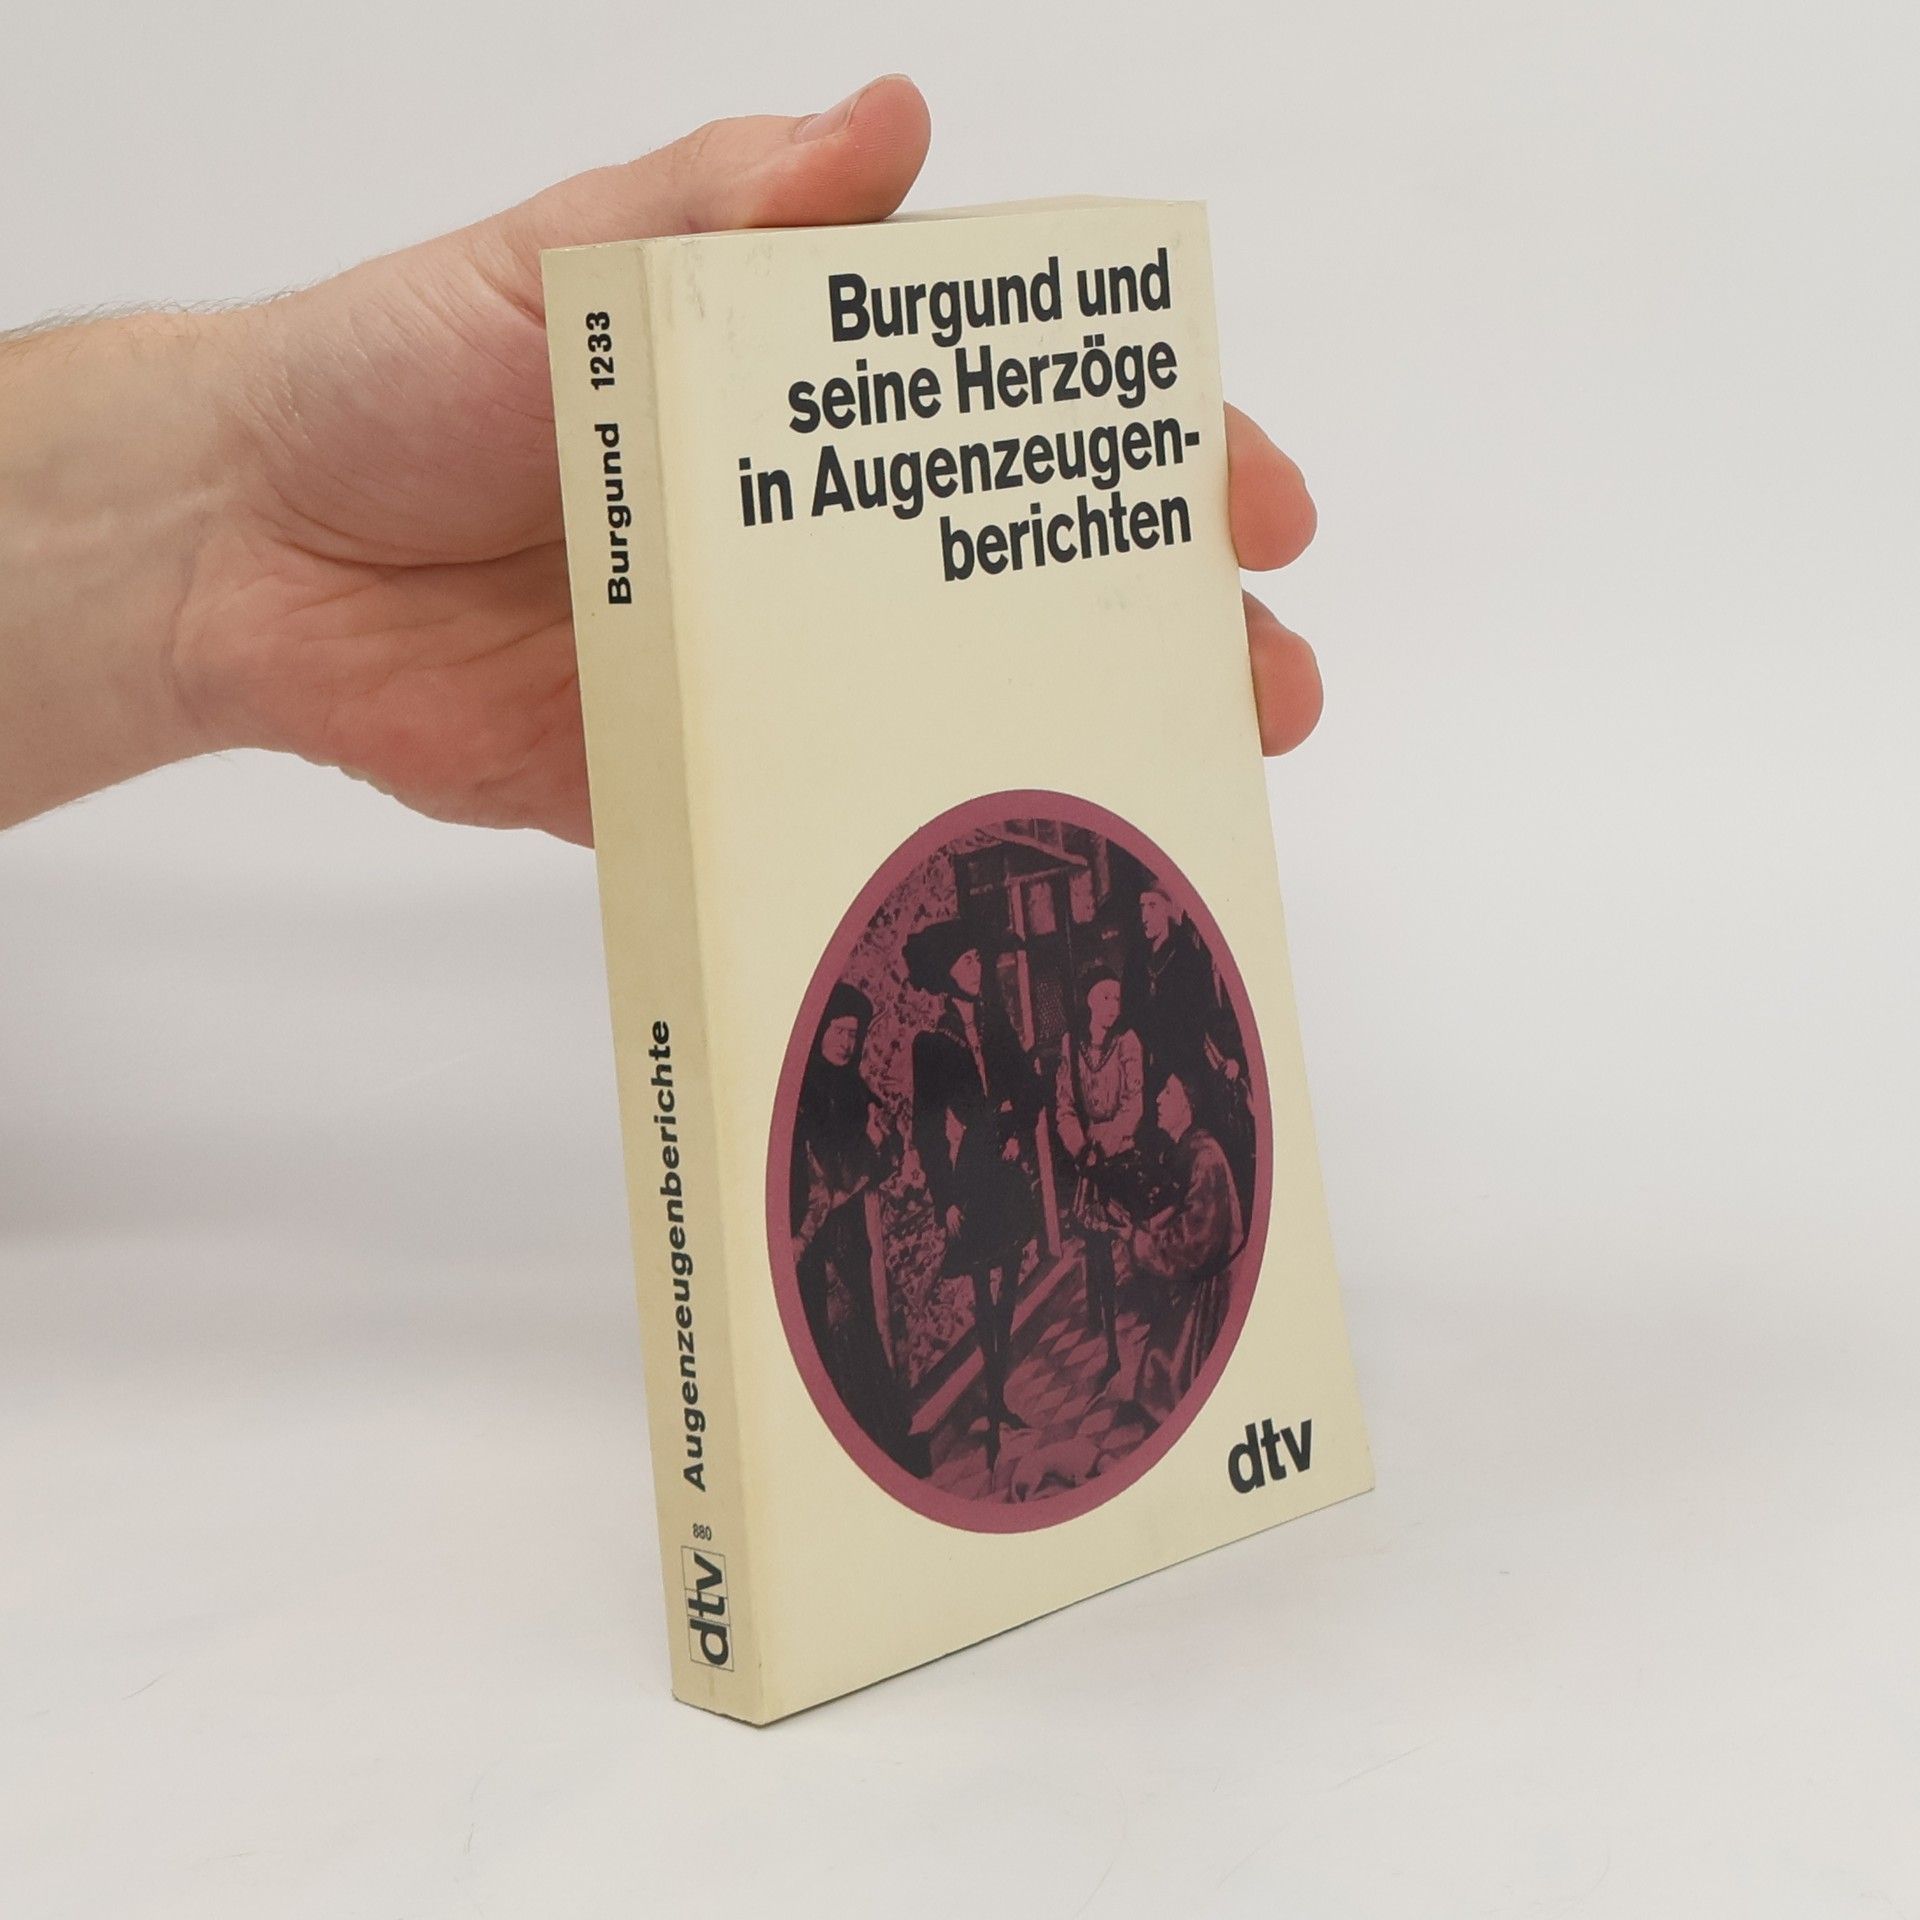 Burgund und
seine Herzöge
in Augenzeugen-
berichten
dtv
Burgund 1233
Augenzeugenberichte
880
dtv